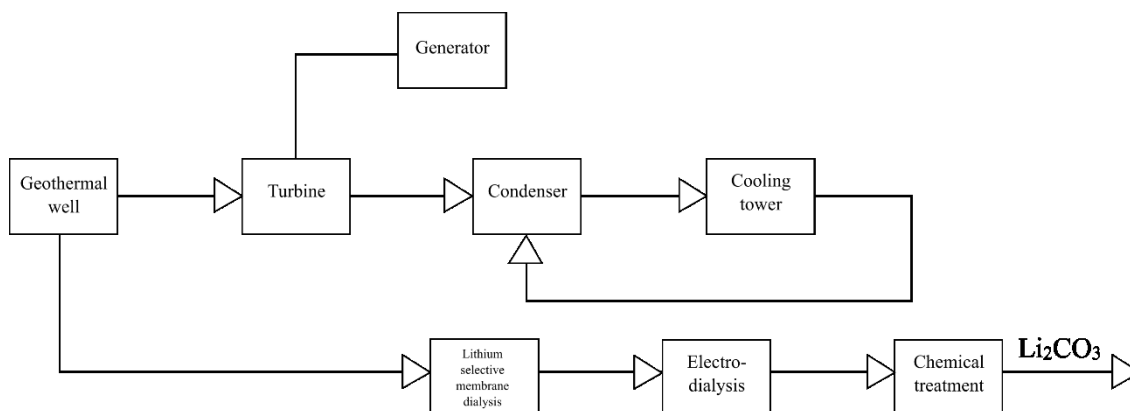 Generator
Geothermal
well
Turbine
Condenser
Cooling
tower
Lithium
selective
membrane
dialysis
Electro-
dialysis
Chemical
treatment
Li₂CO₃